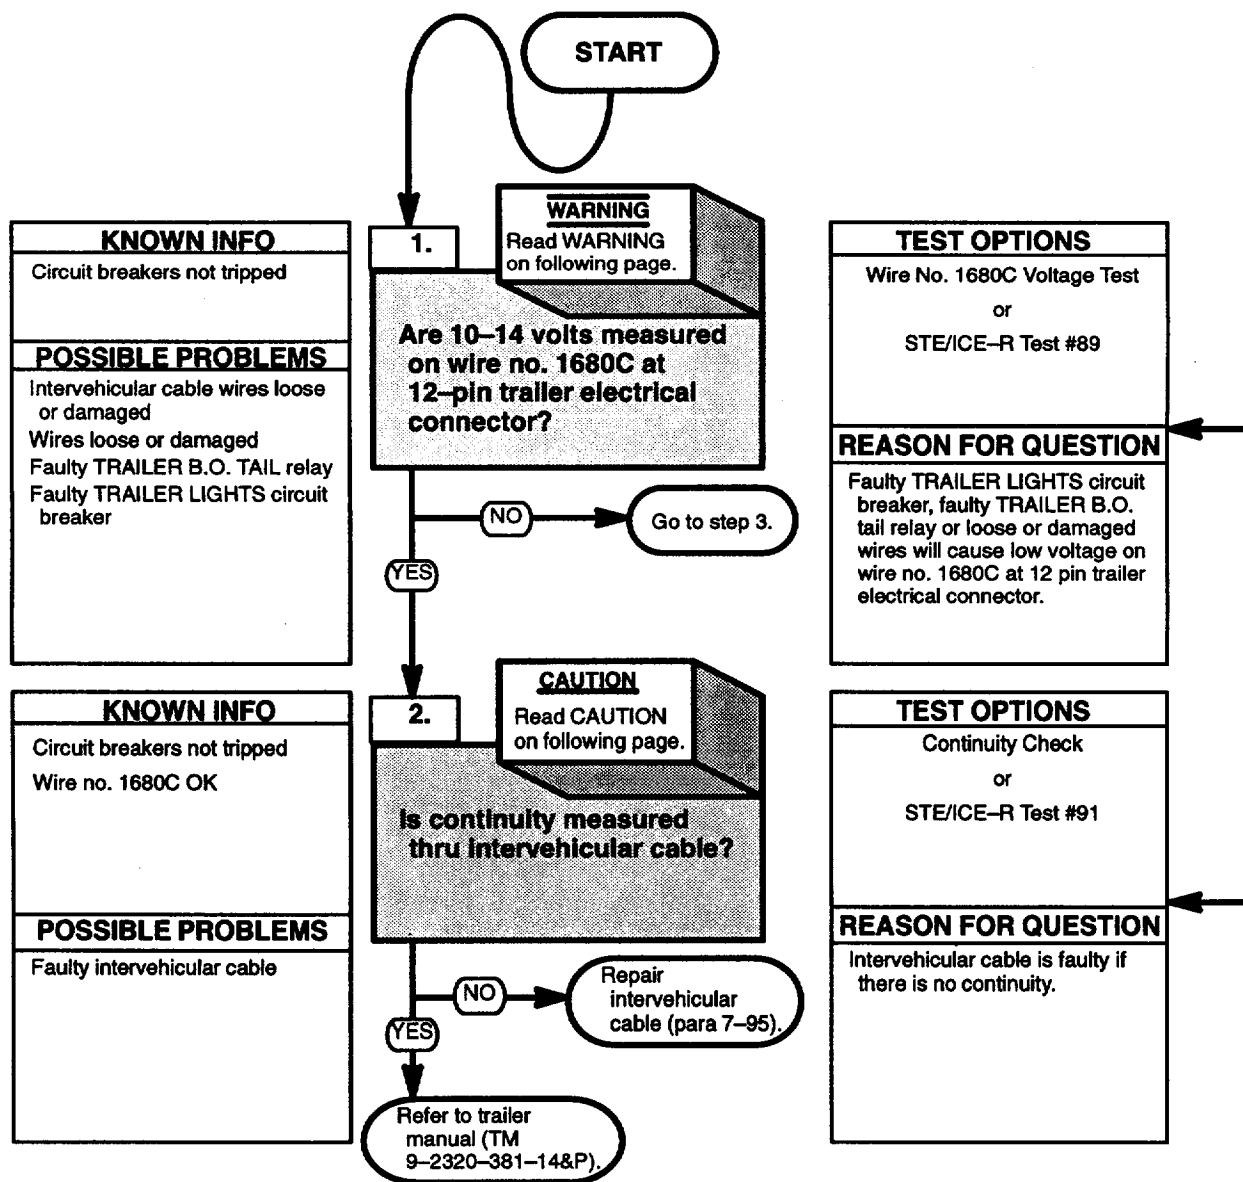 START
WARNING
Read WARNING
on following page.
1.
Are 10–14 volts measured
on wire no. 1680C at
12–pin trailer electrical
connector?
KNOWN INFO
Circuit breakers not tripped
POSSIBLE PROBLEMS
Intervehicular cable wires loose
or damaged
Wires loose or damaged
Faulty TRAILER B.O. TAIL relay
Faulty TRAILER LIGHTS circuit
breaker
TEST OPTIONS
Wire No. 1680C Voltage Test
or
STE/ICE–R Test #89
REASON FOR QUESTION
Faulty TRAILER LIGHTS circuit
breaker, faulty TRAILER B.O.
tail relay or loose or damaged
wires will cause low voltage on
wire no. 1680C at 12 pin trailer
electrical connector.
NO
Go to step 3.
YES
CAUTION
Read CAUTION
on following page.
2.
Is continuity measured
thru intervehicular cable?
KNOWN INFO
Circuit breakers not tripped
Wire no. 1680C OK
POSSIBLE PROBLEMS
Faulty intervehicular cable
TEST OPTIONS
Continuity Check
or
STE/ICE–R Test #91
REASON FOR QUESTION
Intervehicular cable is faulty if
there is no continuity.
NO
Repair
intervehicular
cable (para 7–95).
YES
Refer to trailer
manual (TM
9–2320–381–14&P).